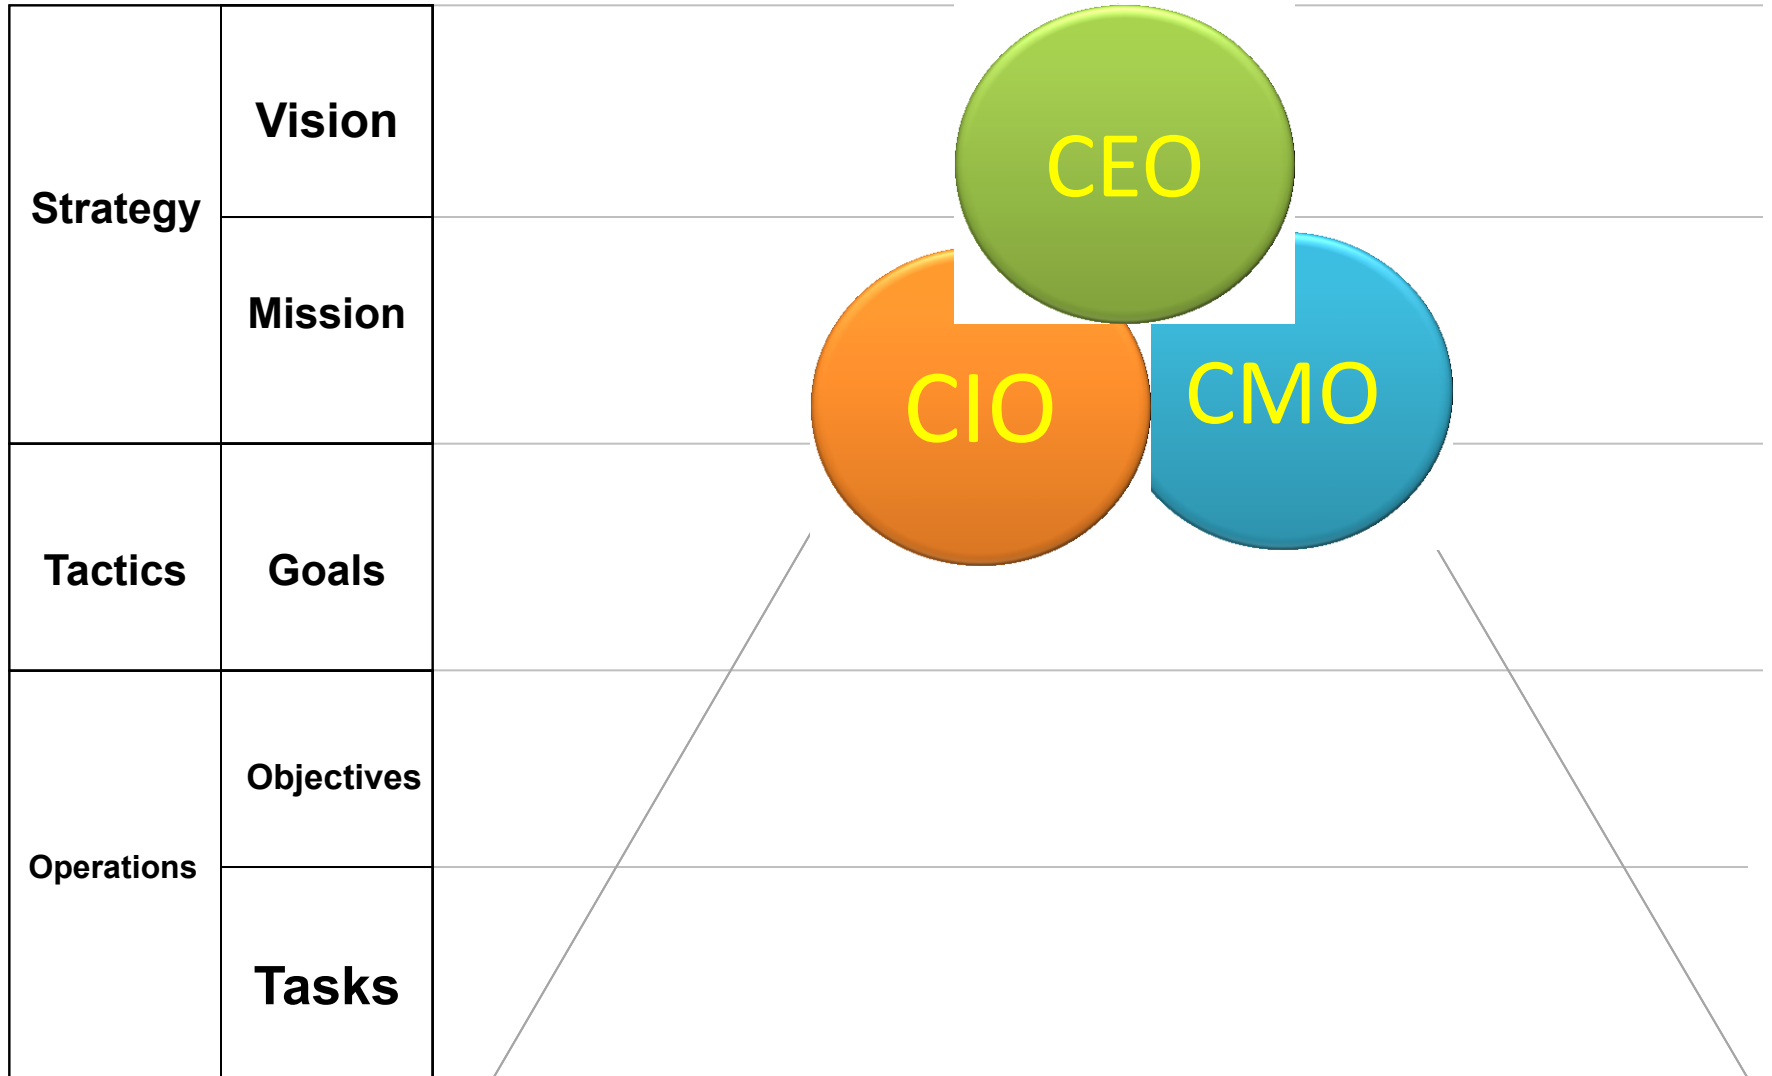 Vision
CEO
Strategy
Mission
CIO
CMO
Tactics
Goals
Objectives
Operations
Tasks